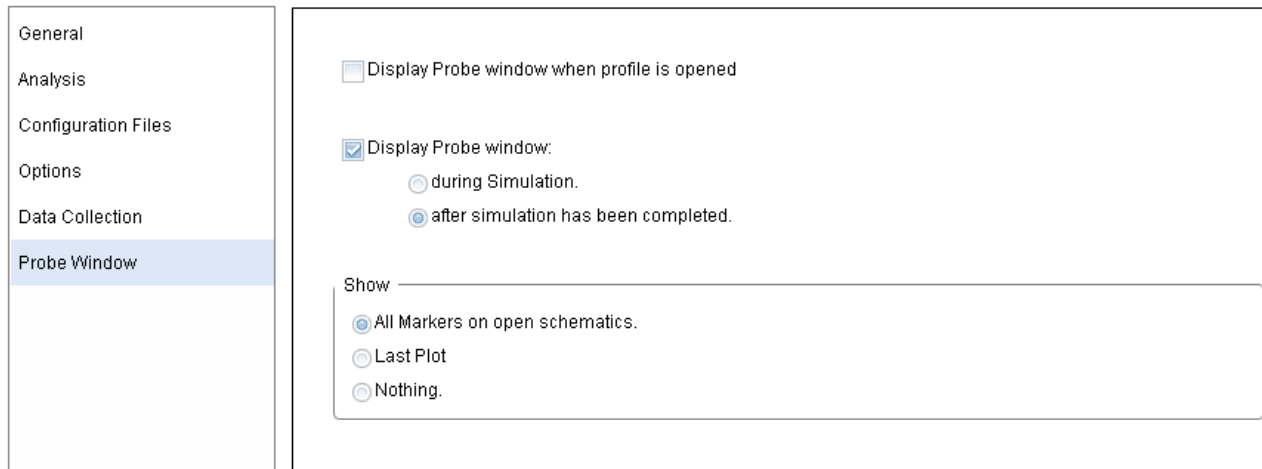 General
Analysis
Configuration Files
Options
Data Collection
Probe Window
Display Probe window when profile is opened
Display Probe window:
during Simulation.
after simulation has been completed.
Show
All Markers on open schematics.
Last Plot
Nothing.